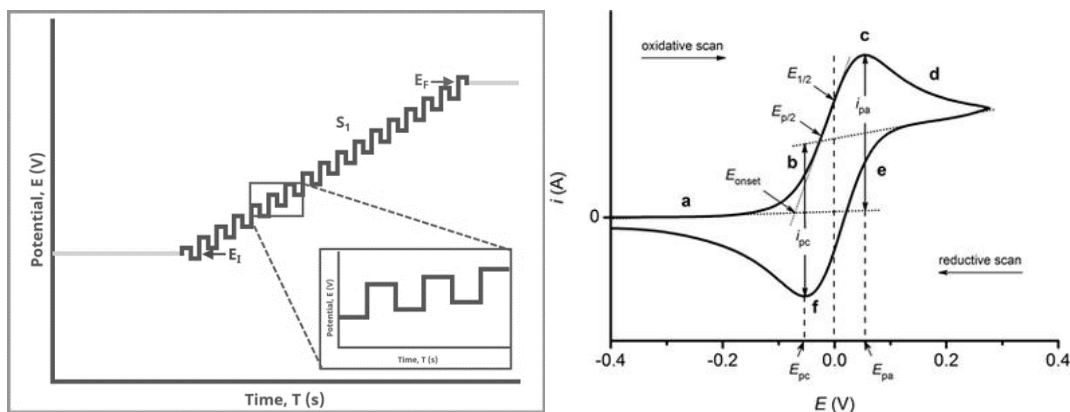 Potential, E (V)
E_F
S_1
E_I
Potential, E (V)
Time, T (s)
Time, T (s)
c
oxidative scan
d
E_1/2
i_pa
E_p/2
b
e
E_onset
a
i (A)
0
i_pc
reductive scan
f
-0.4 -0.2 0.0 0.2 0.4
E_pc E_pa
E (V)